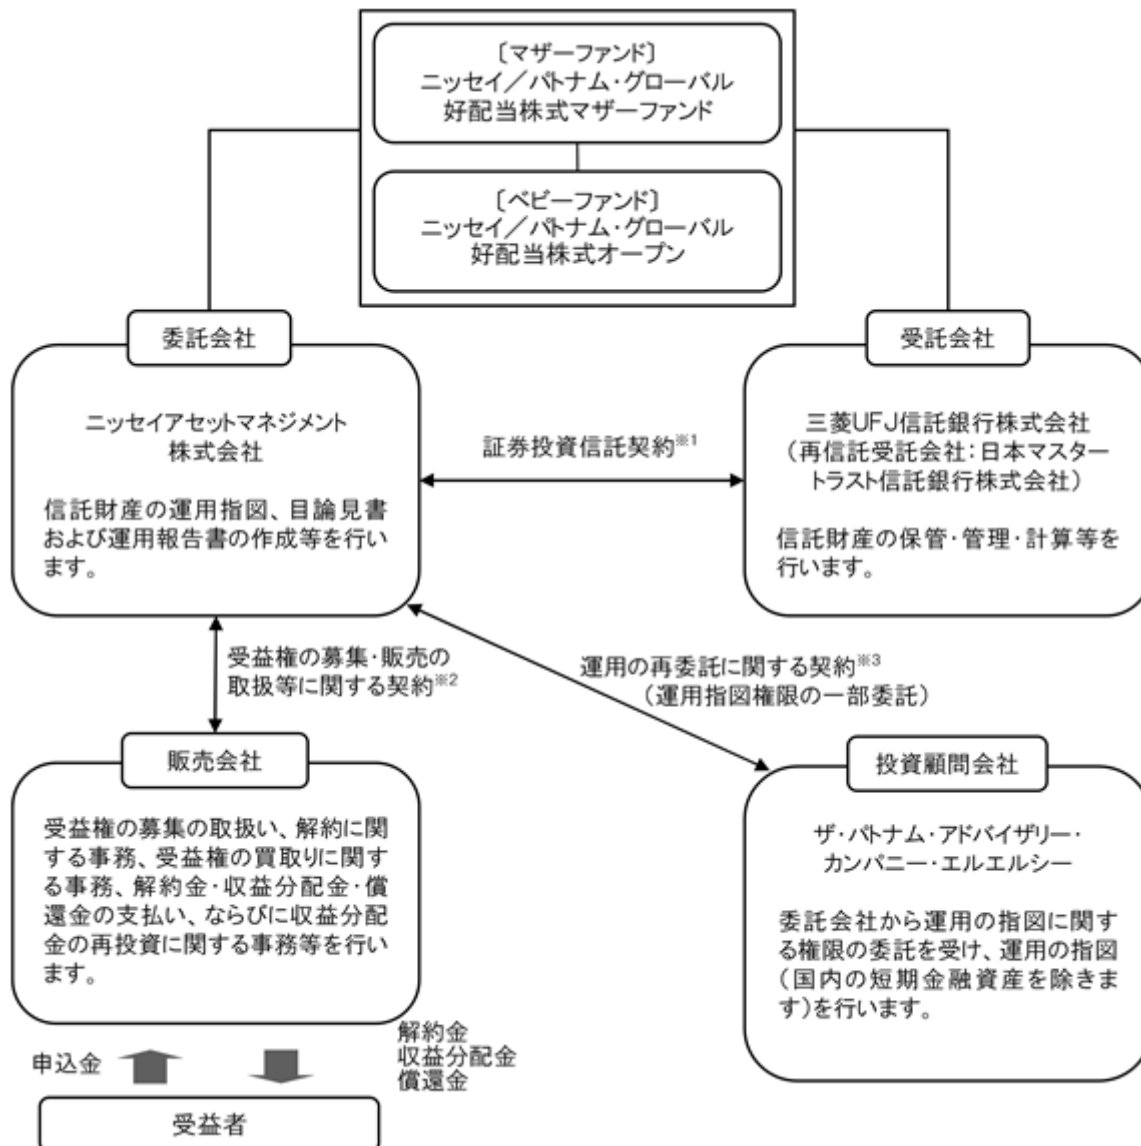 〔マザーファンド〕
ニッセイ／パトナム・グローバル
好配当株式マザーファンド
〔ベビーファンド〕
ニッセイ／パトナム・グローバル
好配当株式オープン
委託会社
ニッセイアセットマネジメント
株式会社
信託財産の運用指図、目論見書
および運用報告書の作成等を行い
ます。
証券投資信託契約※1
受託会社
三菱UFJ信託銀行株式会社
（再信託受託会社：日本マスター
トラスト信託銀行株式会社）
信託財産の保管・管理・計算等を
行います。
受益権の募集・販売の
取扱等に関する契約※2
運用の再委託に関する契約※3
（運用指図権限の一部委託）
販売会社
受益権の募集の取扱い、解約に関
する事務、受益権の買取りに関す
る事務、解約金・収益分配金・償
還金の支払い、ならびに収益分配
金の再投資に関する事務等を行い
ます。
投資顧問会社
ザ・パトナム・アドバイザリー・
カンパニー・エルエルシー
委託会社から運用の指図に関す
る権限の委託を受け、運用の指図
（国内の短期金融資産を除きま
す）を行います。
申込金
解約金
収益分配金
償還金
受益者